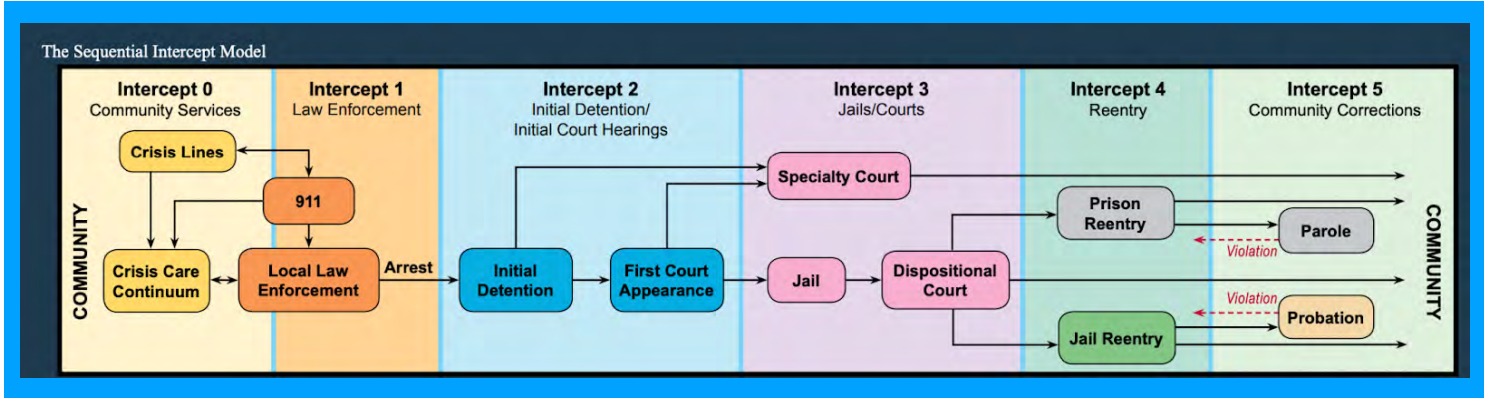 The Sequential Intercept Model
Intercept 0
Community Services
Intercept 1
Law Enforcement
Intercept 2
Initial Detention/
Initial Court Hearings
Intercept 3
Jails/Courts
Intercept 4
Reentry
Intercept 5
Community Corrections
COMMUNITY
Crisis Lines
911
Crisis Care
Continuum
Local Law
Enforcement
Arrest
Initial
Detention
First Court
Appearance
Specialty Court
Jail
Dispositional
Court
Prison
Reentry
Jail Reentry
Parole
Violation
Violation
Probation
COMMUNITY